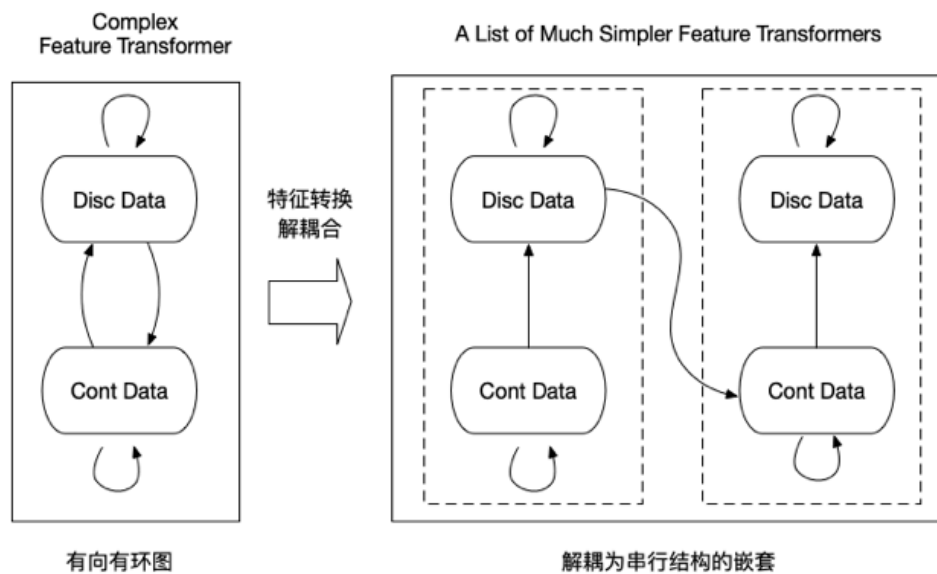 Complex
Feature Transformer
A List of Much Simpler Feature Transformers
Disc Data
Cont Data
特征转换
解耦合
Disc Data
Cont Data
Disc Data
Cont Data
有向有环图
解耦为串行结构的嵌套